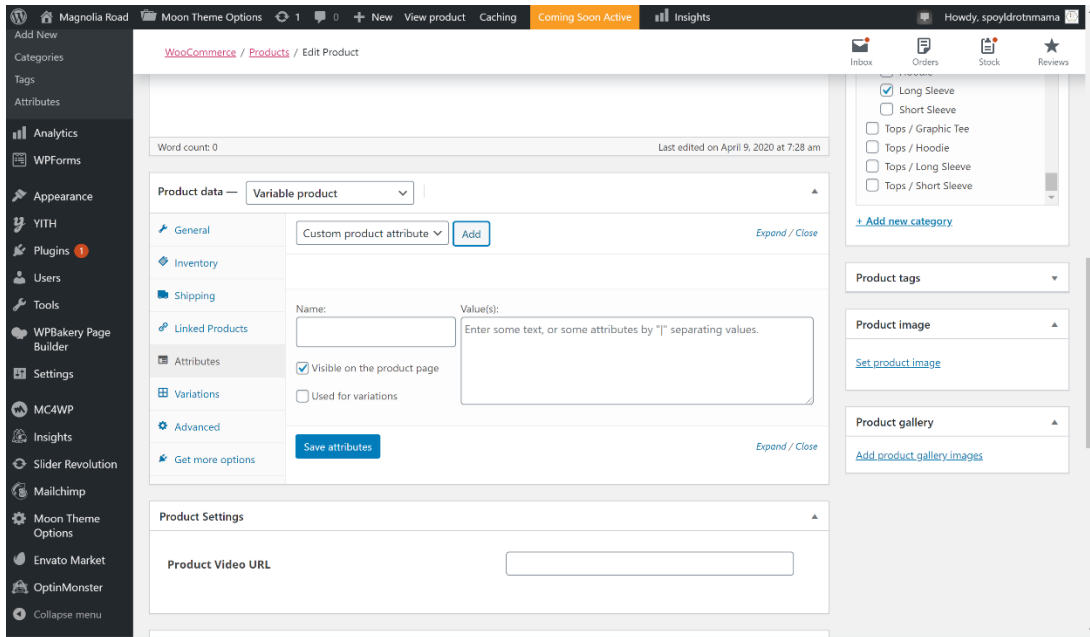 Magnolia Road Moon Theme Options 1 0 + New View product Caching Coming Soon Active Insights Howdy, spoyldrotnmama
Add New
Categories
Tags
Attributes
Analytics
WPForms
Appearance
YITH
Plugins 1
Users
Tools
WPBakery Page
Builder
Settings
MC4WP
Insights
Slider Revolution
Mailchimp
Moon Theme
Options
Envato Market
OptinMonster
Collapse menu
WooCommerce / Products / Edit Product
Inbox Orders Stock Reviews
Word count: 0 Last edited on April 9, 2020 at 7:28 am
Product data — Variable product
General
Inventory
Shipping
Linked Products
Attributes
Variations
Advanced
Get more options
Custom product attribute Add Expand / Close
Name: Value(s):
Enter some text, or some attributes by "|" separating values.
Visible on the product page
Used for variations
Save attributes Expand / Close
Product Settings
Product Video URL
Hoodie
Long Sleeve
Short Sleeve
Tops / Graphic Tee
Tops / Hoodie
Tops / Long Sleeve
Tops / Short Sleeve
+ Add new category
Product tags
Product image
Set product image
Product gallery
Add product gallery images